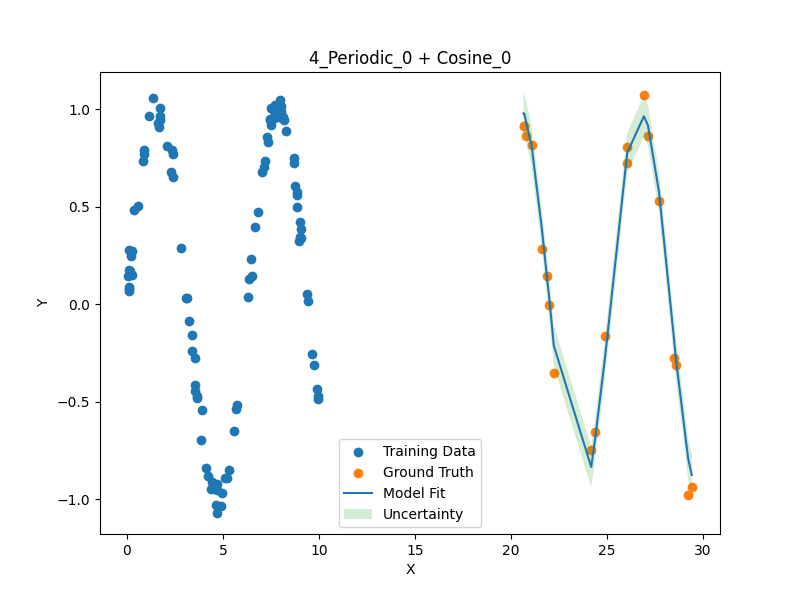 4_Periodic_0 + Cosine_0
1.0
0.5
0.0
−0.5
−1.0
Y
Training Data
Ground Truth
Model Fit
Uncertainty
0 5 10 15 20 25 30
X